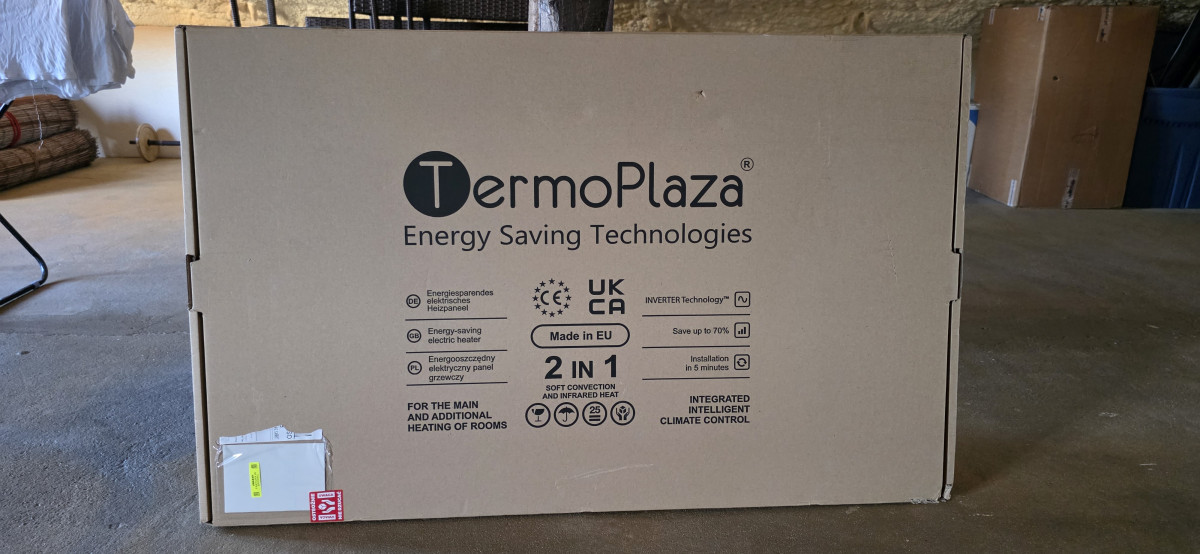 TermoPlaza®
Energy Saving Technologies
DE Energiesparendes
elektrisches
Heizpaneel
GB Energy-saving
electric heater
PL Energooszczędny
elektryczny panel
grzewczy
FOR THE MAIN
AND ADDITIONAL
HEATING OF ROOMS
CE
UK
CA
Made in EU
2 IN 1
SOFT CONVECTION
AND INFRARED HEAT
25
INVERTER Technology™
Save up to 70%
Installation
in 5 minutes
INTEGRATED
INTELLIGENT
CLIMATE CONTROL